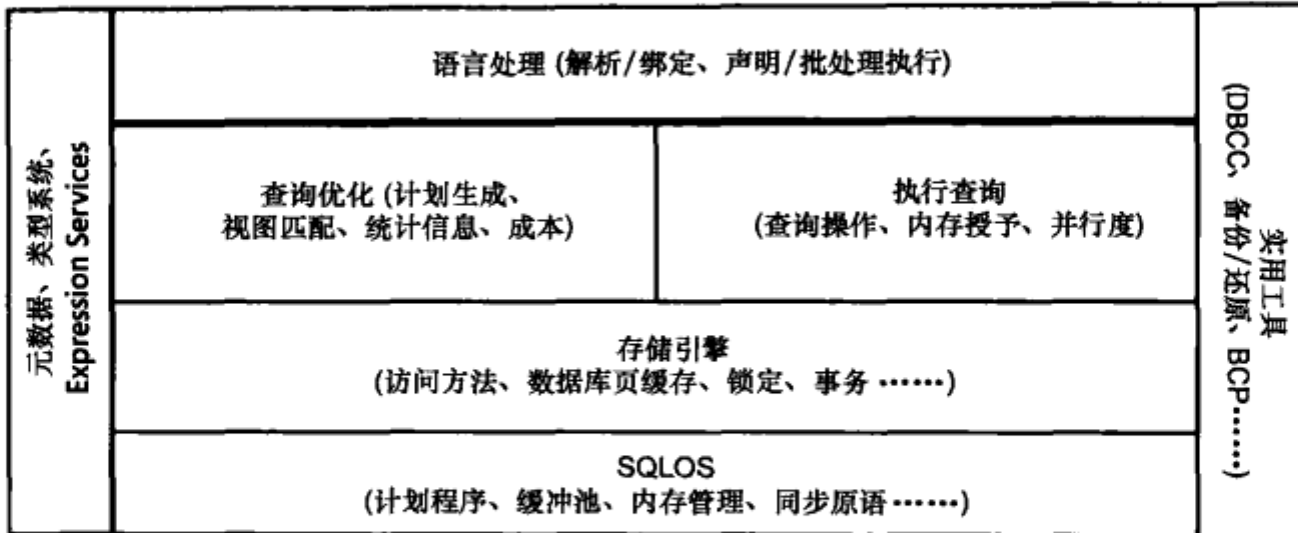 元数据、类型系统、
Expression Services
语言处理 (解析/绑定、声明/批处理执行)
查询优化 (计划生成、
视图匹配、统计信息、成本)
执行查询
(查询操作、内存授予、并行度)
存储引擎
(访问方法、数据库页缓存、锁定、事务 ······)
SQLOS
(计划程序、缓冲池、内存管理、同步原语 ······)
实用工具
(DBCC、备份/还原、BCP······)